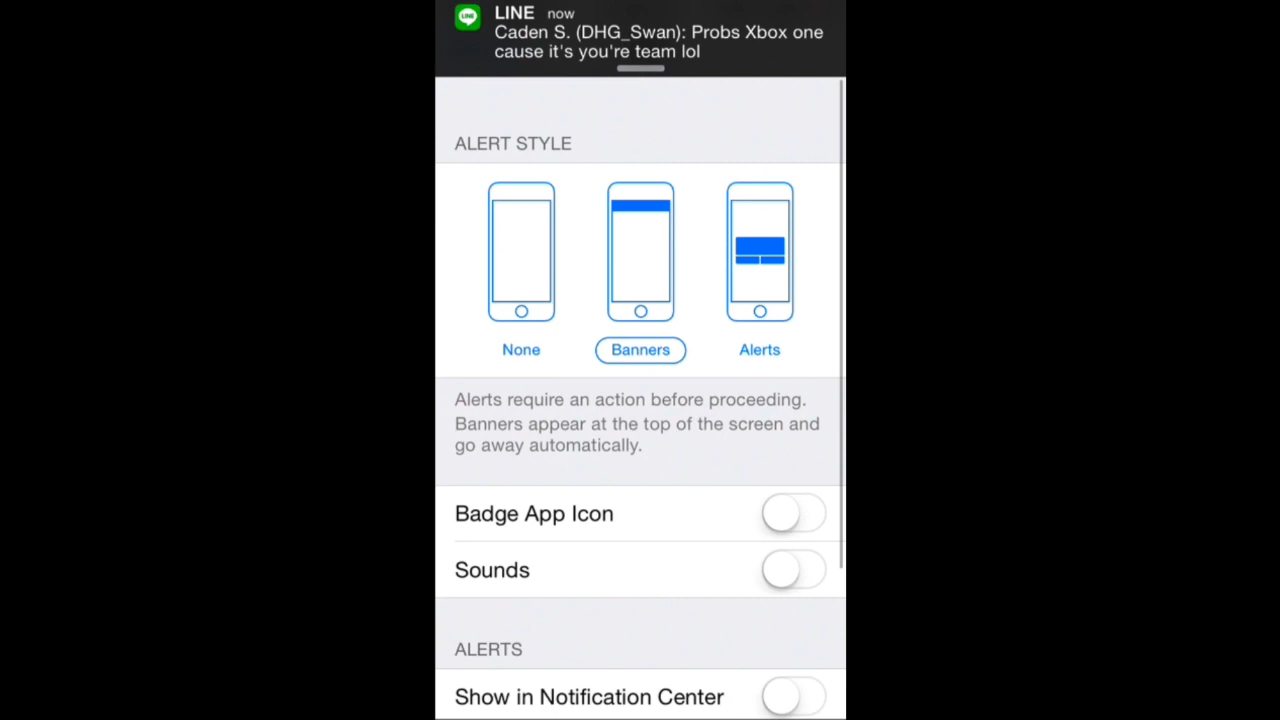 LINE now
Caden S. (DHG_Swan): Probs Xbox one
cause it's you're team lol
ALERT STYLE
None Banners Alerts
Alerts require an action before proceeding.
Banners appear at the top of the screen and
go away automatically.
Badge App Icon
Sounds
ALERTS
Show in Notification Center